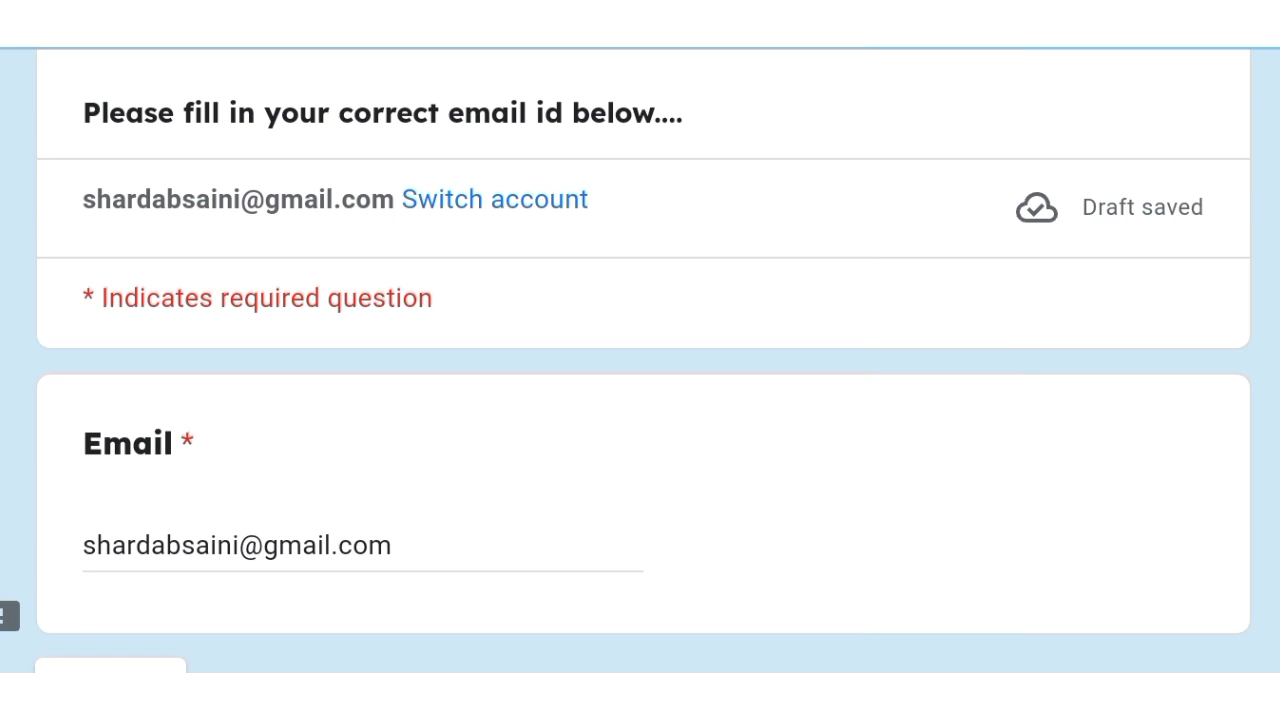 Please fill in your correct email id below....
shardabsaini@gmail.com Switch account
Draft saved
* Indicates required question
Email *
shardabsaini@gmail.com